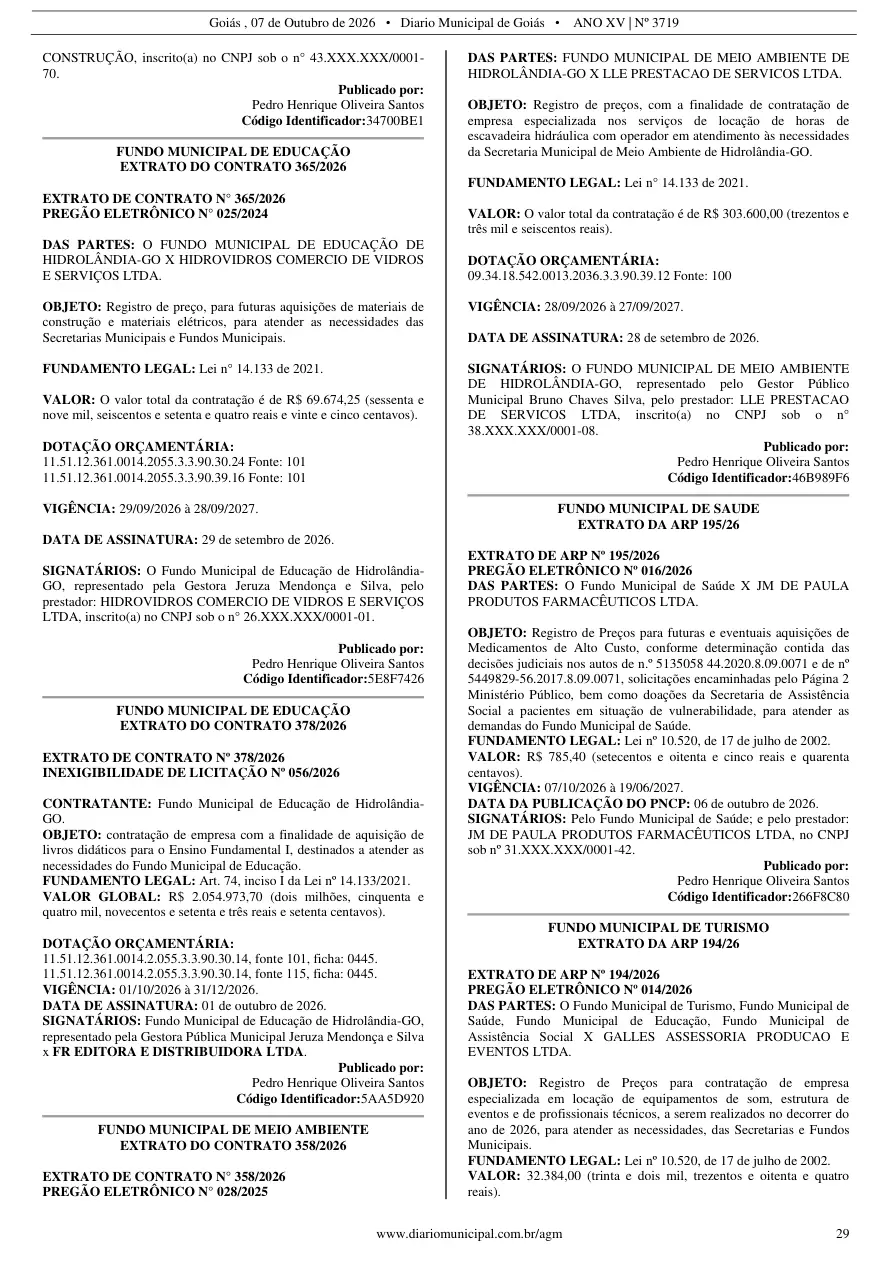 Goiás , 07 de Outubro de 2026 • Diario Municipal de Goiás • ANO XV | Nº 3719
CONSTRUÇÃO, inscrito(a) no CNPJ sob o n° 43.XXX.XXX/0001-
70.
Publicado por:
Pedro Henrique Oliveira Santos
Código Identificador:34700BE1
FUNDO MUNICIPAL DE EDUCAÇÃO
EXTRATO DO CONTRATO 365/2026
EXTRATO DE CONTRATO N° 365/2026
PREGÃO ELETRÔNICO N° 025/2024
DAS PARTES: O FUNDO MUNICIPAL DE EDUCAÇÃO DE
HIDROLÂNDIA-GO X HIDROVIDROS COMERCIO DE VIDROS
E SERVIÇOS LTDA.
OBJETO: Registro de preço, para futuras aquisições de materiais de
construção e materiais elétricos, para atender as necessidades das
Secretarias Municipais e Fundos Municipais.
FUNDAMENTO LEGAL: Lei n° 14.133 de 2021.
VALOR: O valor total da contratação é de R$ 69.674,25 (sessenta e
nove mil, seiscentos e setenta e quatro reais e vinte e cinco centavos).
DOTAÇÃO ORÇAMENTÁRIA:
11.51.12.361.0014.2055.3.3.90.30.24 Fonte: 101
11.51.12.361.0014.2055.3.3.90.39.16 Fonte: 101
VIGÊNCIA: 29/09/2026 à 28/09/2027.
DATA DE ASSINATURA: 29 de setembro de 2026.
SIGNATÁRIOS: O Fundo Municipal de Educação de Hidrolândia-
GO, representado pela Gestora Jeruza Mendonça e Silva, pelo
prestador: HIDROVIDROS COMERCIO DE VIDROS E SERVIÇOS
LTDA, inscrito(a) no CNPJ sob o n° 26.XXX.XXX/0001-01.
Publicado por:
Pedro Henrique Oliveira Santos
Código Identificador:5E8F7426
FUNDO MUNICIPAL DE EDUCAÇÃO
EXTRATO DO CONTRATO 378/2026
EXTRATO DE CONTRATO Nº 378/2026
INEXIGIBILIDADE DE LICITAÇÃO Nº 056/2026
CONTRATANTE: Fundo Municipal de Educação de Hidrolândia-
GO.
OBJETO: contratação de empresa com a finalidade de aquisição de
livros didáticos para o Ensino Fundamental I, destinados a atender as
necessidades do Fundo Municipal de Educação.
FUNDAMENTO LEGAL: Art. 74, inciso I da Lei nº 14.133/2021.
VALOR GLOBAL: R$ 2.054.973,70 (dois milhões, cinquenta e
quatro mil, novecentos e setenta e três reais e setenta centavos).
DOTAÇÃO ORÇAMENTÁRIA:
11.51.12.361.0014.2.055.3.3.90.30.14, fonte 101, ficha: 0445.
11.51.12.361.0014.2.055.3.3.90.30.14, fonte 115, ficha: 0445.
VIGÊNCIA: 01/10/2026 à 31/12/2026.
DATA DE ASSINATURA: 01 de outubro de 2026.
SIGNATÁRIOS: Fundo Municipal de Educação de Hidrolândia-GO,
representado pela Gestora Pública Municipal Jeruza Mendonça e Silva
x FR EDITORA E DISTRIBUIDORA LTDA.
Publicado por:
Pedro Henrique Oliveira Santos
Código Identificador:5AA5D920
FUNDO MUNICIPAL DE MEIO AMBIENTE
EXTRATO DO CONTRATO 358/2026
EXTRATO DE CONTRATO N° 358/2026
PREGÃO ELETRÔNICO N° 028/2025
DAS PARTES: FUNDO MUNICIPAL DE MEIO AMBIENTE DE
HIDROLÂNDIA-GO X LLE PRESTACAO DE SERVICOS LTDA.
OBJETO: Registro de preços, com a finalidade de contratação de
empresa especializada nos serviços de locação de horas de
escavadeira hidráulica com operador em atendimento às necessidades
da Secretaria Municipal de Meio Ambiente de Hidrolândia-GO.
FUNDAMENTO LEGAL: Lei n° 14.133 de 2021.
VALOR: O valor total da contratação é de R$ 303.600,00 (trezentos e
três mil e seiscentos reais).
DOTAÇÃO ORÇAMENTÁRIA:
09.34.18.542.0013.2036.3.3.90.39.12 Fonte: 100
VIGÊNCIA: 28/09/2026 à 27/09/2027.
DATA DE ASSINATURA: 28 de setembro de 2026.
SIGNATÁRIOS: O FUNDO MUNICIPAL DE MEIO AMBIENTE
DE HIDROLÂNDIA-GO, representado pelo Gestor Público
Municipal Bruno Chaves Silva, pelo prestador: LLE PRESTACAO
DE SERVICOS LTDA, inscrito(a) no CNPJ sob o n°
38.XXX.XXX/0001-08.
Publicado por:
Pedro Henrique Oliveira Santos
Código Identificador:46B989F6
FUNDO MUNICIPAL DE SAUDE
EXTRATO DA ARP 195/26
EXTRATO DE ARP Nº 195/2026
PREGÃO ELETRÔNICO Nº 016/2026
DAS PARTES: O Fundo Municipal de Saúde X JM DE PAULA
PRODUTOS FARMACÊUTICOS LTDA.
OBJETO: Registro de Preços para futuras e eventuais aquisições de
Medicamentos de Alto Custo, conforme determinação contida das
decisões judiciais nos autos de n.º 5135058 44.2020.8.09.0071 e de nº
5449829-56.2017.8.09.0071, solicitações encaminhadas pelo Página 2
Ministério Público, bem como doações da Secretaria de Assistência
Social a pacientes em situação de vulnerabilidade, para atender as
demandas do Fundo Municipal de Saúde.
FUNDAMENTO LEGAL: Lei nº 10.520, de 17 de julho de 2002.
VALOR: R$ 785,40 (setecentos e oitenta e cinco reais e quarenta
centavos).
VIGÊNCIA: 07/10/2026 à 19/06/2027.
DATA DA PUBLICAÇÃO DO PNCP: 06 de outubro de 2026.
SIGNATÁRIOS: Pelo Fundo Municipal de Saúde; e pelo prestador:
JM DE PAULA PRODUTOS FARMACÊUTICOS LTDA, no CNPJ
sob nº 31.XXX.XXX/0001-42.
Publicado por:
Pedro Henrique Oliveira Santos
Código Identificador:266F8C80
FUNDO MUNICIPAL DE TURISMO
EXTRATO DA ARP 194/26
EXTRATO DE ARP Nº 194/2026
PREGÃO ELETRÔNICO Nº 014/2026
DAS PARTES: O Fundo Municipal de Turismo, Fundo Municipal de
Saúde, Fundo Municipal de Educação, Fundo Municipal de
Assistência Social X GALLES ASSESSORIA PRODUCAO E
EVENTOS LTDA.
OBJETO: Registro de Preços para contratação de empresa
especializada em locação de equipamentos de som, estrutura de
eventos e de profissionais técnicos, a serem realizados no decorrer do
ano de 2026, para atender as necessidades, das Secretarias e Fundos
Municipais.
FUNDAMENTO LEGAL: Lei nº 10.520, de 17 de julho de 2002.
VALOR: 32.384,00 (trinta e dois mil, trezentos e oitenta e quatro
reais).
www.diariomunicipal.com.br/agm 29